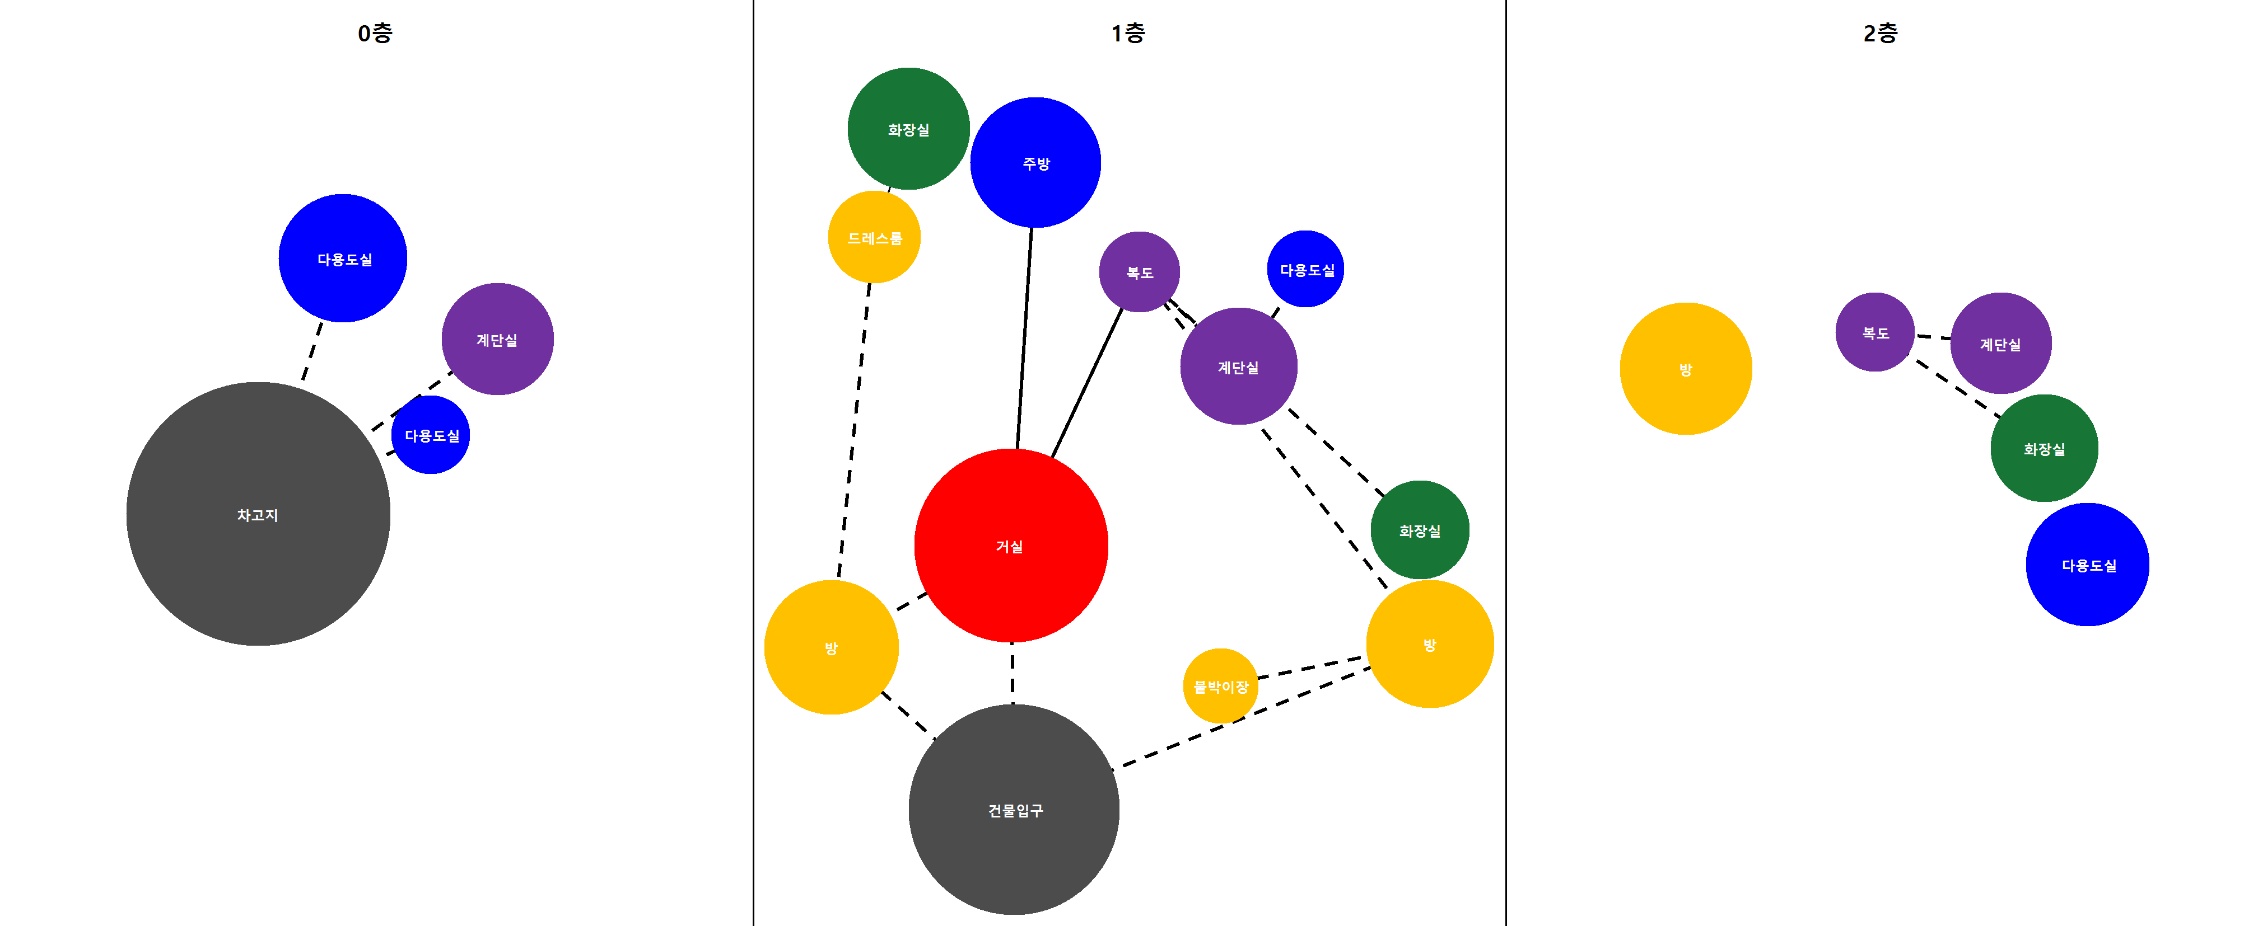 0층
다용도실
계단실
다용도실
차고지
1층
화장실
주방
드레스룸
복도
다용도실
계단실
화장실
거실
방
방
붙박이장
건물입구
2층
복도
계단실
방
화장실
다용도실